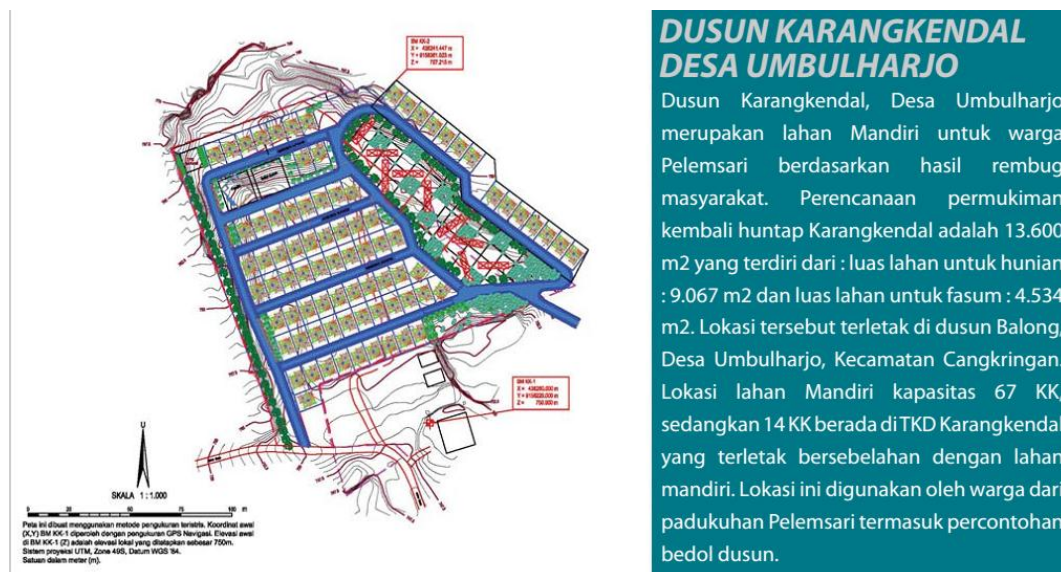 BM KK-2
DUSUN KARANGKENDAL
DESA UMBULHARJO
Dusun Karangkendal, Desa Umbulharjo
merupakan lahan Mandiri untuk warga
Pelemsari berdasarkan hasil rembug
masyarakat. Perencanaan permukiman
kembali huntap Karangkendal adalah 13.600
m2 yang terdiri dari : luas lahan untuk hunian
: 9.067 m2 dan luas lahan untuk fasum : 4.534
m2. Lokasi tersebut terletak di dusun Balong,
Desa Umbulharjo, Kecamatan Cangkringan.
Lokasi lahan Mandiri kapasitas 67 KK,
sedangkan 14 KK berada di TKD Karangkendal
yang terletak bersebelahan dengan lahan
mandiri. Lokasi ini digunakan oleh warga dari
padukuhan Pelemsari termasuk percontohan
bedol dusun.
BM KK-1
U
SKALA 1 : 1.000
m
Peta ini dibuat menggunakan metode pengukuran teristris. Koordinat awal
(X,Y) BM KK-1 diperoleh dengan pengukuran GPS Navigasi. Elevasi awal
di BM KK-1 (Z) adalah elevasi lokal yang ditetapkan sebesar 750m.
Sistem proyeksi UTM, Zone 49S, Datum WGS '84.
Satuan dalam meter (m).